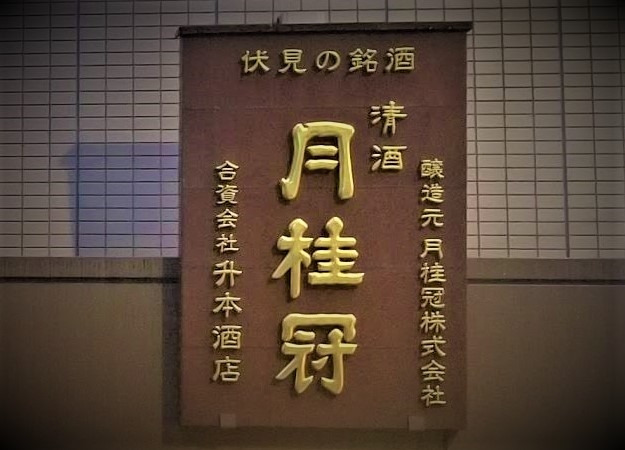 伏見の銘酒
醸造元 月桂冠株式会社
清酒
月桂冠
合資会社 升本酒店